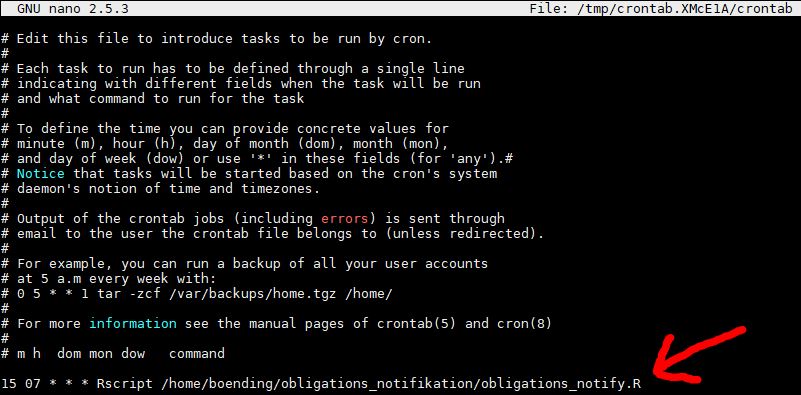 GNU nano 2.5.3 File: /tmp/crontab.XMcE1A/crontab
# Edit this file to introduce tasks to be run by cron.
#
# Each task to run has to be defined through a single line
# indicating with different fields when the task will be run
# and what command to run for the task
#
# To define the time you can provide concrete values for
# minute (m), hour (h), day of month (dom), month (mon),
# and day of week (dow) or use '*' in these fields (for 'any').#
# Notice that tasks will be started based on the cron's system
# daemon's notion of time and timezones.
#
# Output of the crontab jobs (including errors) is sent through
# email to the user the crontab file belongs to (unless redirected).
#
# For example, you can run a backup of all your user accounts
# at 5 a.m every week with:
# 0 5 * * 1 tar -zcf /var/backups/home.tgz /home/
#
# For more information see the manual pages of crontab(5) and cron(8)
#
# m h  dom mon dow   command
15 07 * * * Rscript /home/boending/obligations_notifikation/obligations_notify.R